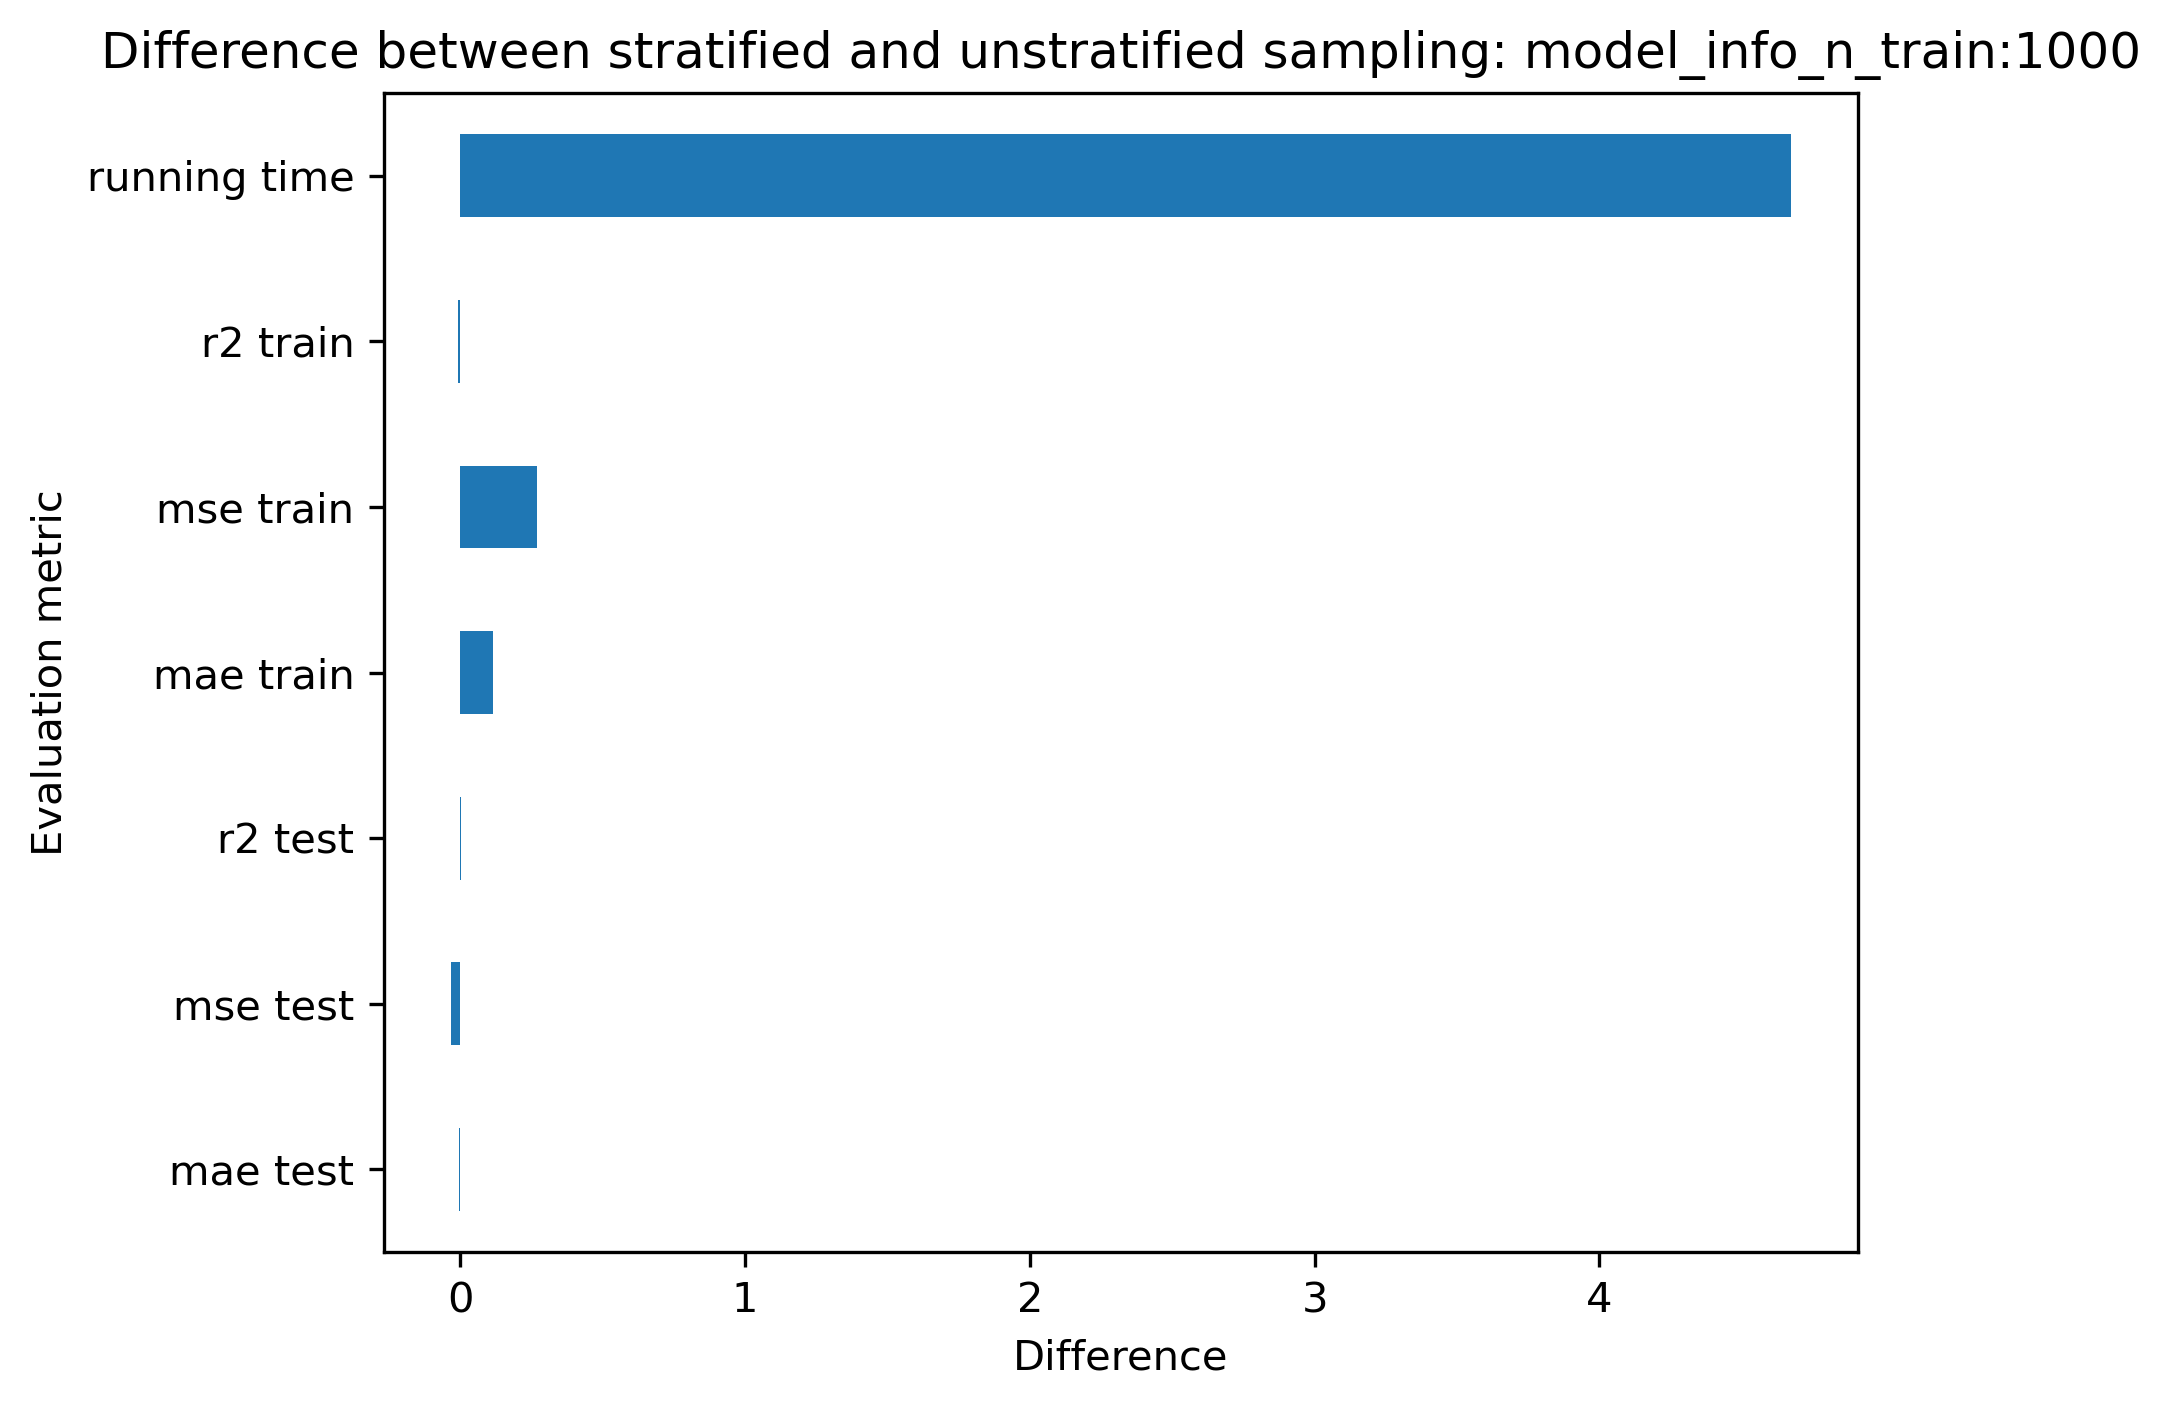 Difference between stratified and unstratified sampling: model_info_n_train:1000
running time
r2 train
mse train
mae train
r2 test
mse test
mae test
Evaluation metric
0 1 2 3 4
Difference